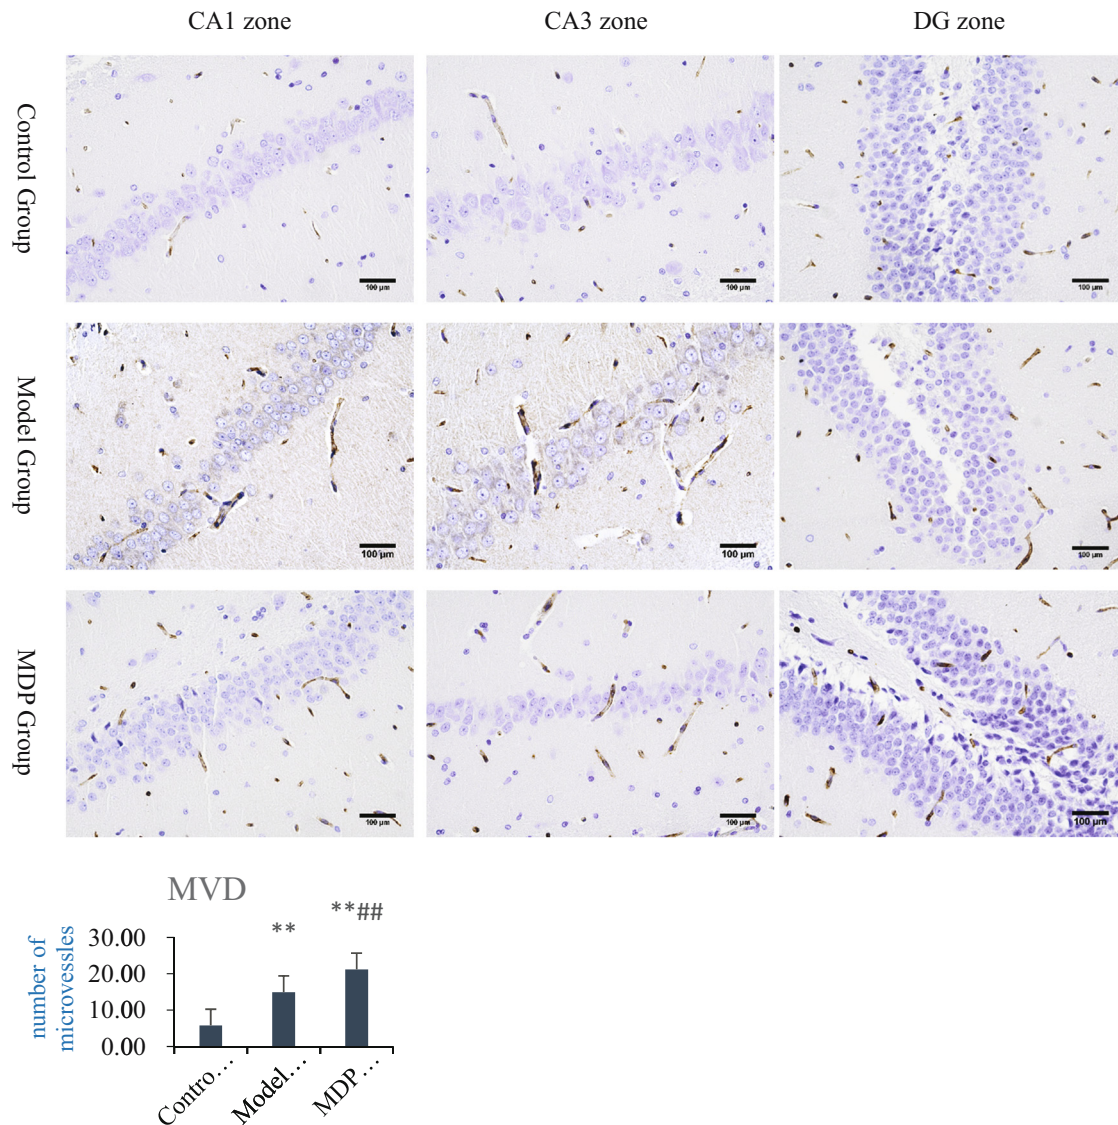 CA1 zone CA3 zone DG zone
Control Group
100 µm 100 µm 100 µm
Model Group
100 µm 100 µm 100 µm
MDP Group
100 µm 100 µm 100 µm
MVD
number of
microvessles
**
**##
30.00
20.00
10.00
0.00
Contro… Model… MDP …